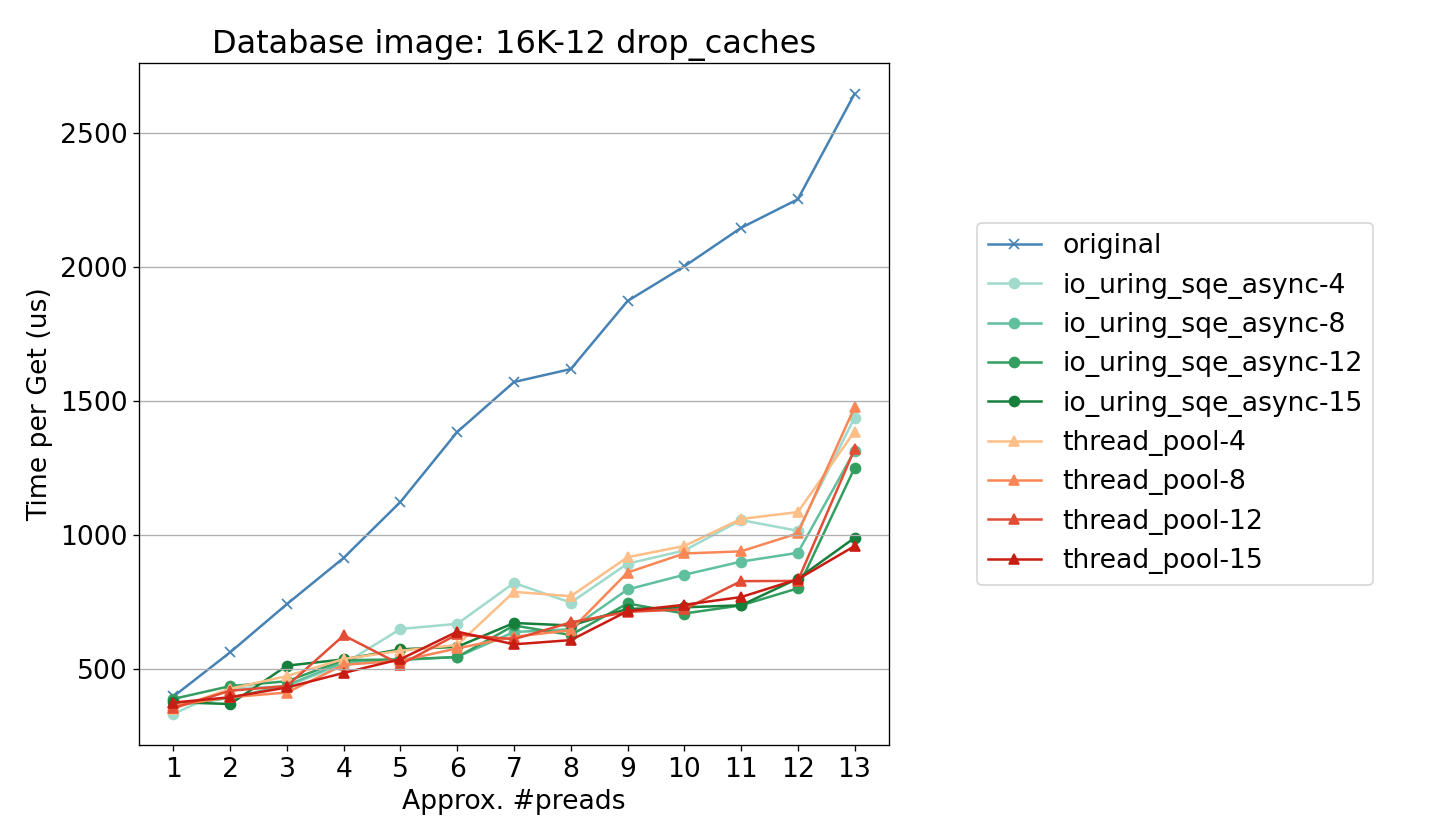 Database image: 16K-12 drop_caches
Time per Get (us)
2500
2000
1500
1000
500
1 2 3 4 5 6 7 8 9 10 11 12 13
Approx. #preads
original
io_uring_sqe_async-4
io_uring_sqe_async-8
io_uring_sqe_async-12
io_uring_sqe_async-15
thread_pool-4
thread_pool-8
thread_pool-12
thread_pool-15